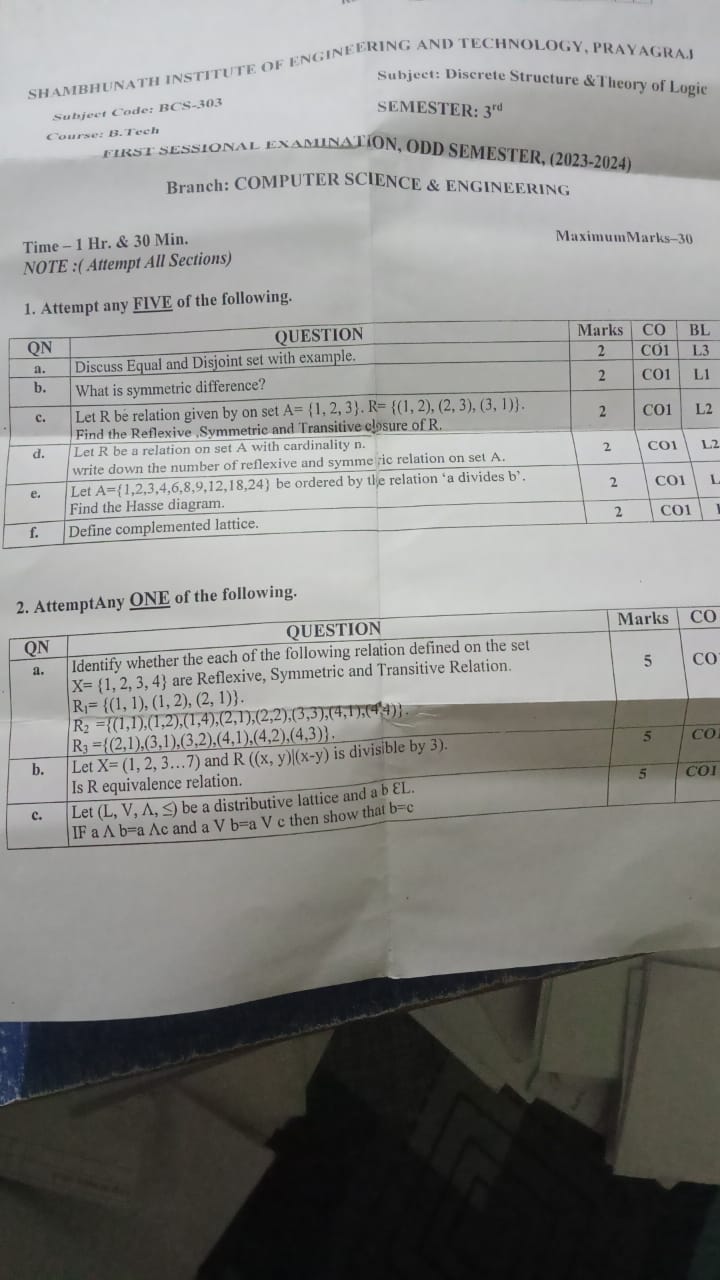 SHAMBHUNATH INSTITUTE OF ENGINEERING AND TECHNOLOGY, PRAYAGRAJ
Subject Code: BCS-303 Subject: Discrete Structure &Theory of Logic
Course: B.Tech SEMESTER: 3rd
FIRST SESSIONAL EXAMINATION, ODD SEMESTER, (2023-2024)
Branch: COMPUTER SCIENCE & ENGINEERING
Time – 1 Hr. & 30 Min. MaximumMarks–30
NOTE :( Attempt All Sections)
1. Attempt any FIVE of the following.
QN QUESTION Marks CO BL
a. Discuss Equal and Disjoint set with example. 2 CO1 L3
b. What is symmetric difference? 2 CO1 L1
c. Let R be relation given by on set A= {1, 2, 3}. R= {(1, 2), (2, 3), (3, 1)}. 2 CO1 L2
Find the Reflexive ,Symmetric and Transitive closure of R.
d. Let R be a relation on set A with cardinality n. 2 CO1 L2
write down the number of reflexive and symmetric relation on set A.
e. Let A={1,2,3,4,6,8,9,12,18,24} be ordered by the relation ‘a divides b’. 2 CO1
Find the Hasse diagram.
f. Define complemented lattice. 2 CO1
2. AttemptAny ONE of the following.
QN QUESTION Marks CO
a. Identify whether the each of the following relation defined on the set 5 CO
X= {1, 2, 3, 4} are Reflexive, Symmetric and Transitive Relation.
R1= {(1, 1), (1, 2), (2, 1)}.
R2 ={(1,1),(1,2),(1,4),(2,1),(2,2),(3,3),(4,1),(4,4)}.
R3 ={(2,1),(3,1),(3,2),(4,1),(4,2),(4,3)}.
b. Let X= (1, 2, 3…7) and R ((x, y)|(x-y) is divisible by 3). 5 CO
Is R equivalence relation.
c. Let (L, V, Λ, ≤) be a distributive lattice and a b ƐL. 5 CO1
IF a Λ b=a Λc and a V b=a V c then show that b=c